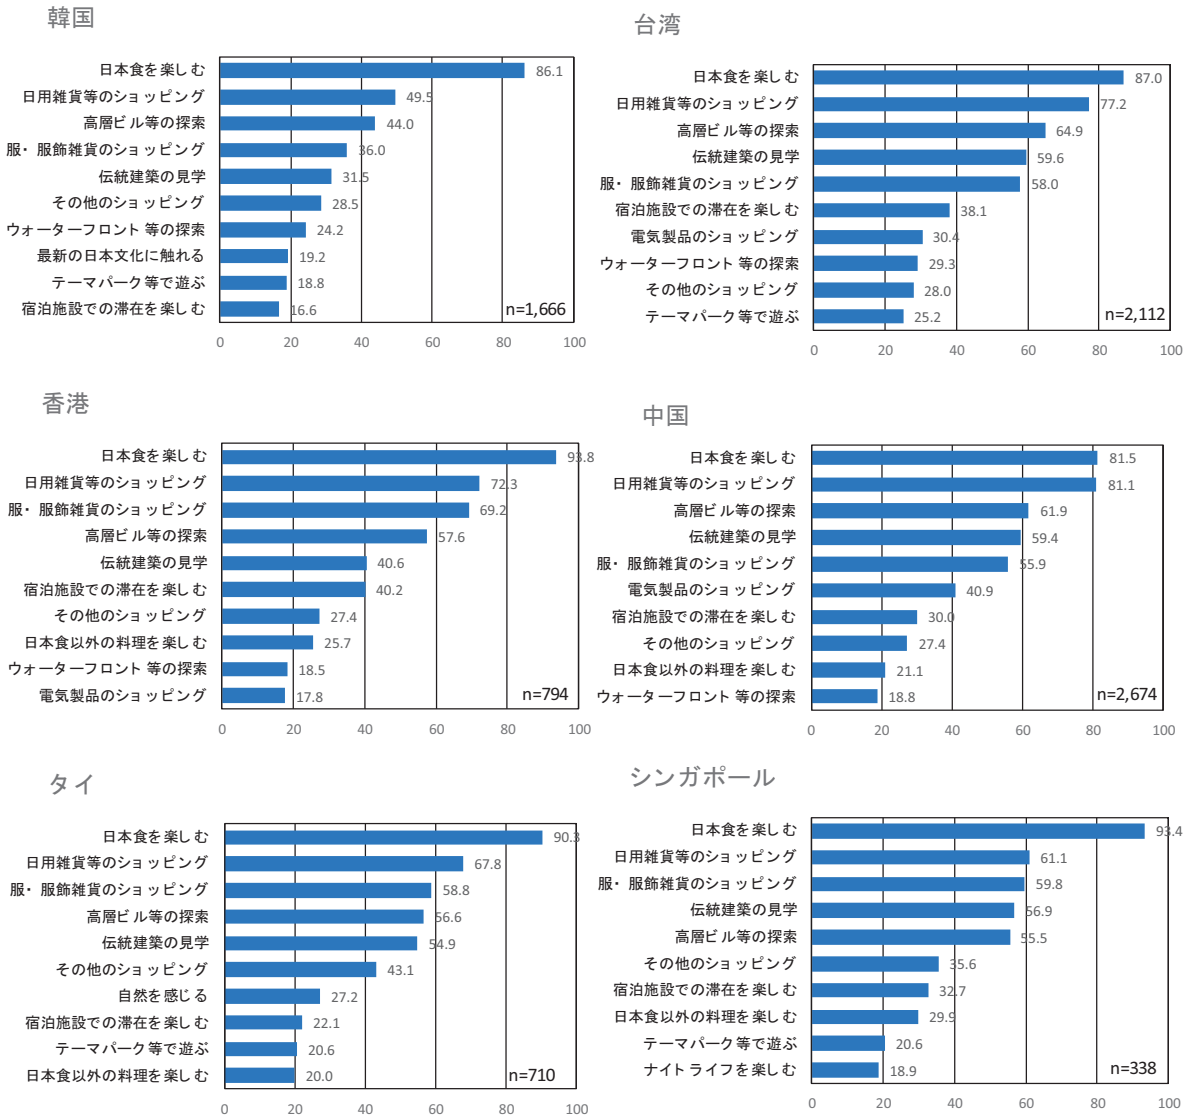 韓国
日本食を楽しむ 86.1
日用雑貨等のショッピング 49.5
高層ビル等の探索 44.0
服・服飾雑貨のショッピング 36.0
伝統建築の見学 31.5
その他のショッピング 28.5
ウォーターフロント等の探索 24.2
最新の日本文化に触れる 19.2
テーマパーク等で遊ぶ 18.8
宿泊施設での滞在を楽しむ 16.6
n=1,666
0 20 40 60 80 100
台湾
日本食を楽しむ 87.0
日用雑貨等のショッピング 77.2
高層ビル等の探索 64.9
伝統建築の見学 59.6
服・服飾雑貨のショッピング 58.0
宿泊施設での滞在を楽しむ 38.1
電気製品のショッピング 30.4
ウォーターフロント等の探索 29.3
その他のショッピング 28.0
テーマパーク等で遊ぶ 25.2
n=2,112
0 20 40 60 80 100
香港
日本食を楽しむ 93.8
日用雑貨等のショッピング 72.3
服・服飾雑貨のショッピング 69.2
高層ビル等の探索 57.6
伝統建築の見学 40.6
宿泊施設での滞在を楽しむ 40.2
その他のショッピング 27.4
日本食以外の料理を楽しむ 25.7
ウォーターフロント等の探索 18.5
電気製品のショッピング 17.8
n=794
0 20 40 60 80 100
中国
日本食を楽しむ 81.5
日用雑貨等のショッピング 81.1
高層ビル等の探索 61.9
伝統建築の見学 59.4
服・服飾雑貨のショッピング 55.9
電気製品のショッピング 40.9
宿泊施設での滞在を楽しむ 30.0
その他のショッピング 27.4
日本食以外の料理を楽しむ 21.1
ウォーターフロント等の探索 18.8
n=2,674
0 20 40 60 80 100
タイ
日本食を楽しむ 90.3
日用雑貨等のショッピング 67.8
服・服飾雑貨のショッピング 58.8
高層ビル等の探索 56.6
伝統建築の見学 54.9
その他のショッピング 43.1
自然を感じる 27.2
宿泊施設での滞在を楽しむ 22.1
テーマパーク等で遊ぶ 20.6
日本食以外の料理を楽しむ 20.0
n=710
0 20 40 60 80 100
シンガポール
日本食を楽しむ 93.4
日用雑貨等のショッピング 61.1
服・服飾雑貨のショッピング 59.8
伝統建築の見学 56.9
高層ビル等の探索 55.5
その他のショッピング 35.6
宿泊施設での滞在を楽しむ 32.7
日本食以外の料理を楽しむ 29.9
テーマパーク等で遊ぶ 20.6
ナイトライフを楽しむ 18.9
n=338
0 20 40 60 80 100